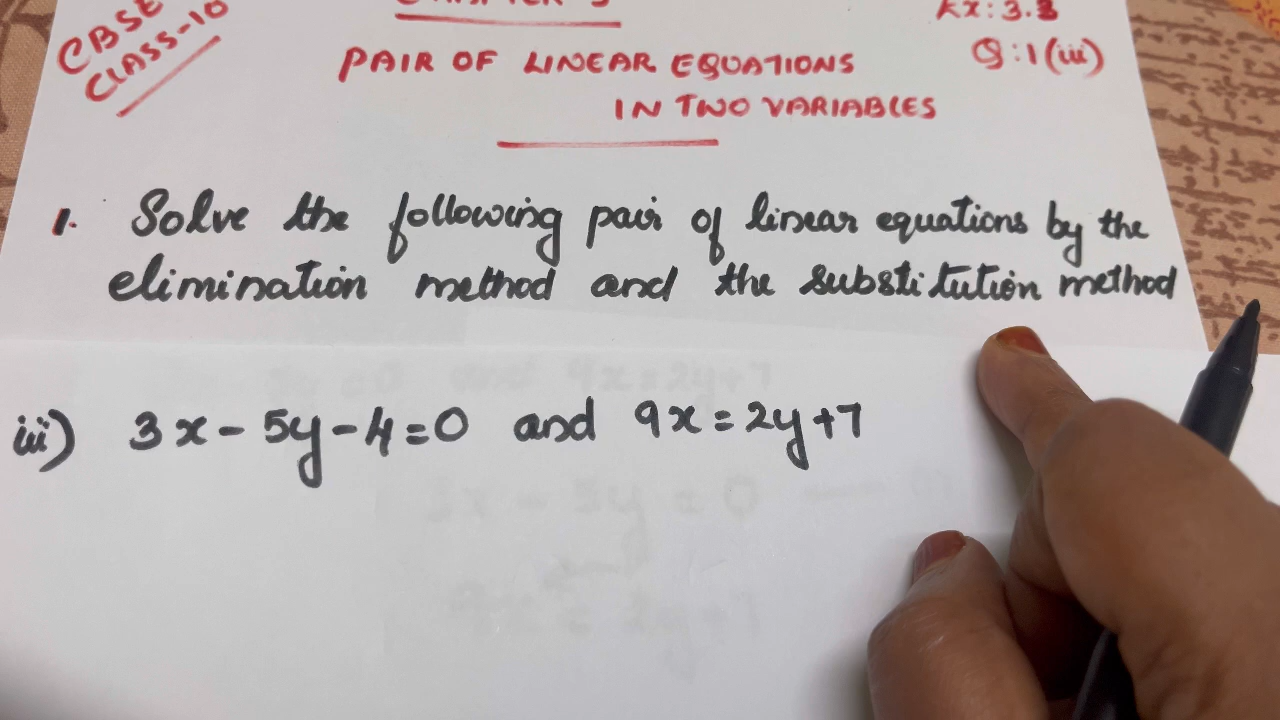 CBSE
CLASS-10
Ex: 3.3
Q:1(iii)
PAIR OF LINEAR EQUATIONS
IN TWO VARIABLES
1. Solve the following pair of linear equations by the
elimination method and the substitution method
iii) 3x - 5y - 4 = 0 and 9x = 2y + 7